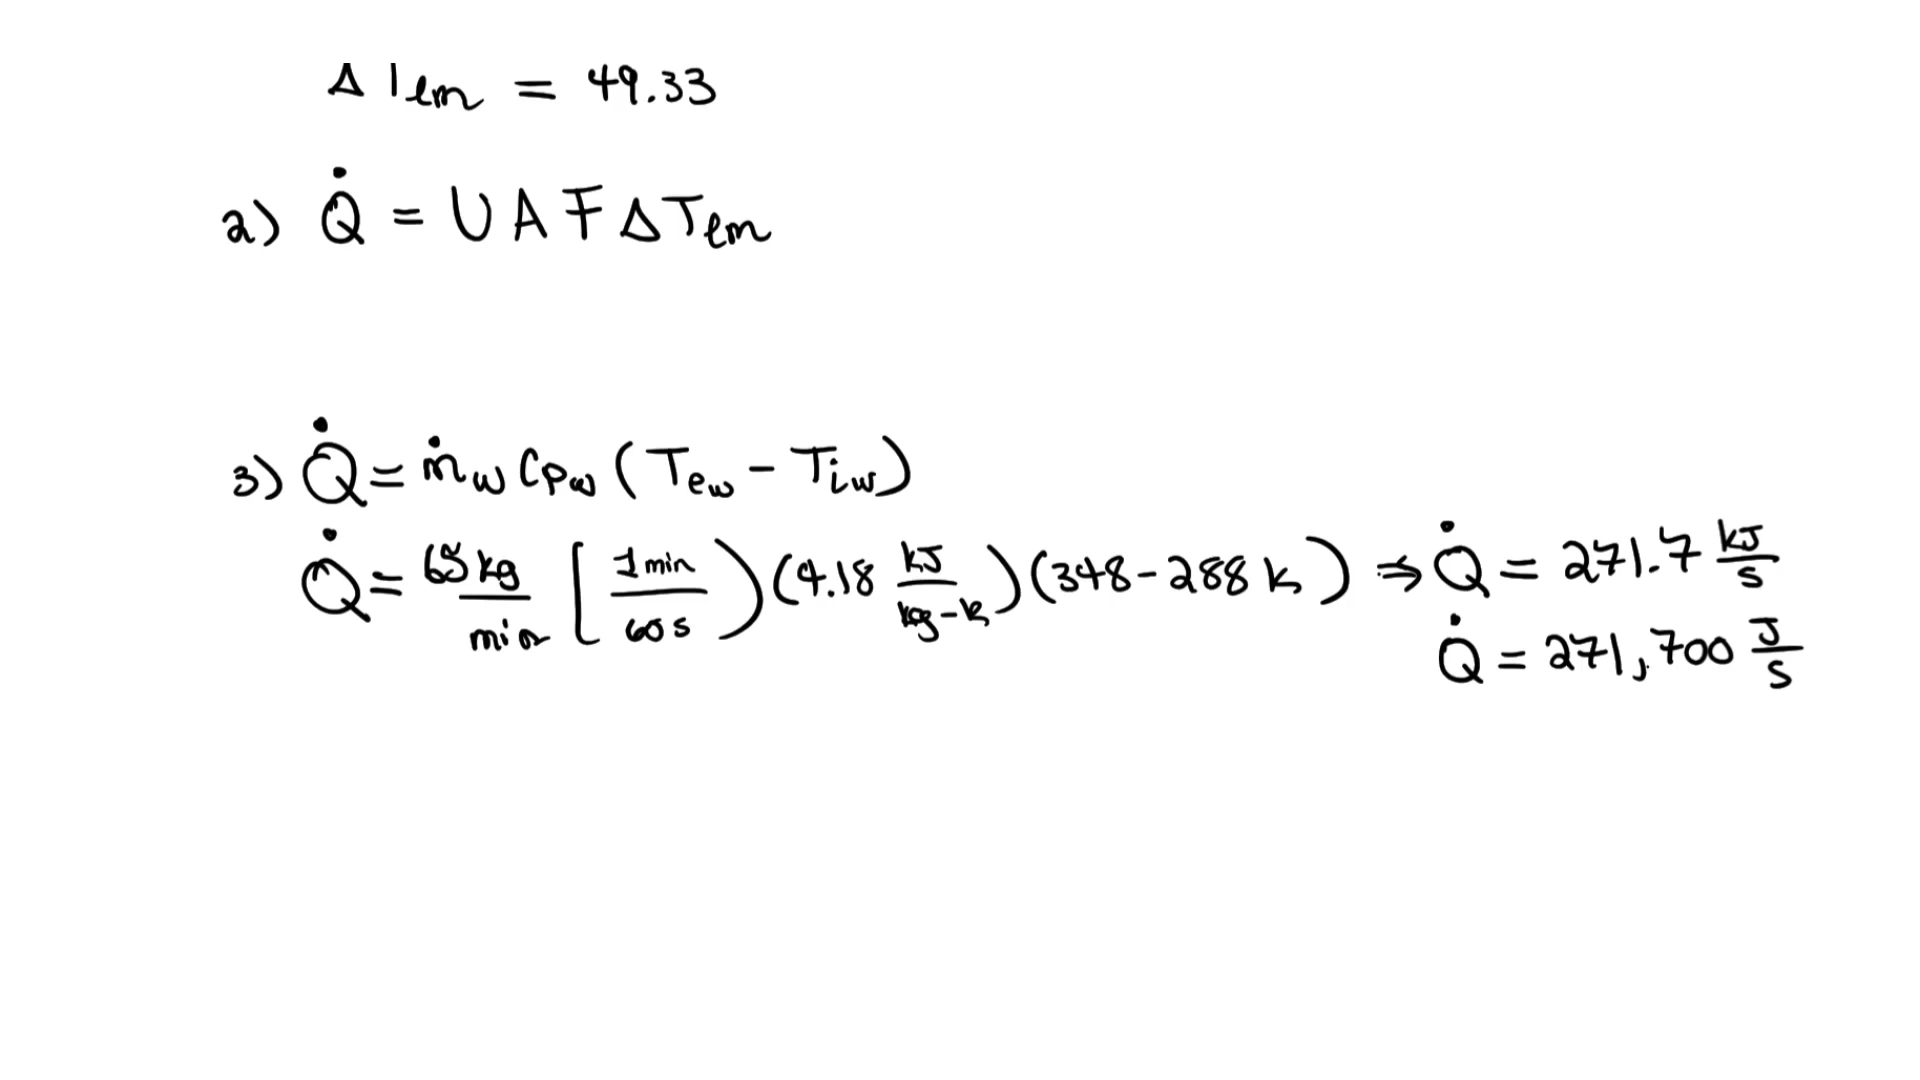 ΔTlm = 49.33
2) Q̇ = U A F ΔTlm
3) Q̇ = ṁw Cpw (Tew - Tiw)
Q̇ = 65 kg/min [1 min/60 s) (4.18 kJ/kg-k) (348-288 k) ⇒ Q̇ = 271.7 kJ/s
Q̇ = 271,700 J/s